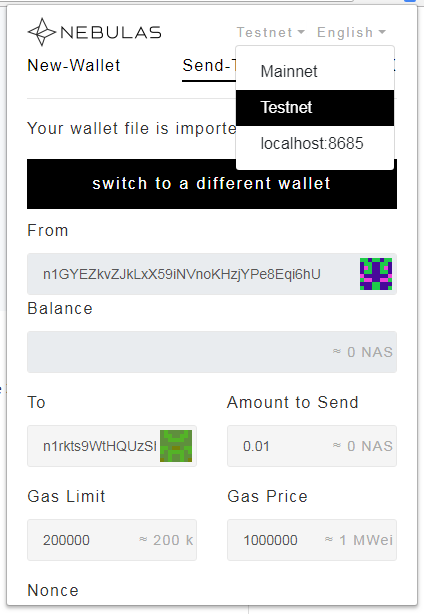 NEBULAS
Testnet English
New-Wallet Send-T
Mainnet
Testnet
localhost:8685
Your wallet file is importe
switch to a different wallet
From
n1GYEZkvZJkLxX59iNVnoKHzjYPe8Eqi6hU
Balance
≈ 0 NAS
To Amount to Send
n1rkts9WtHQUzSI 0.01 ≈ 0 NAS
Gas Limit Gas Price
200000 ≈ 200 k 1000000 ≈ 1 MWei
Nonce